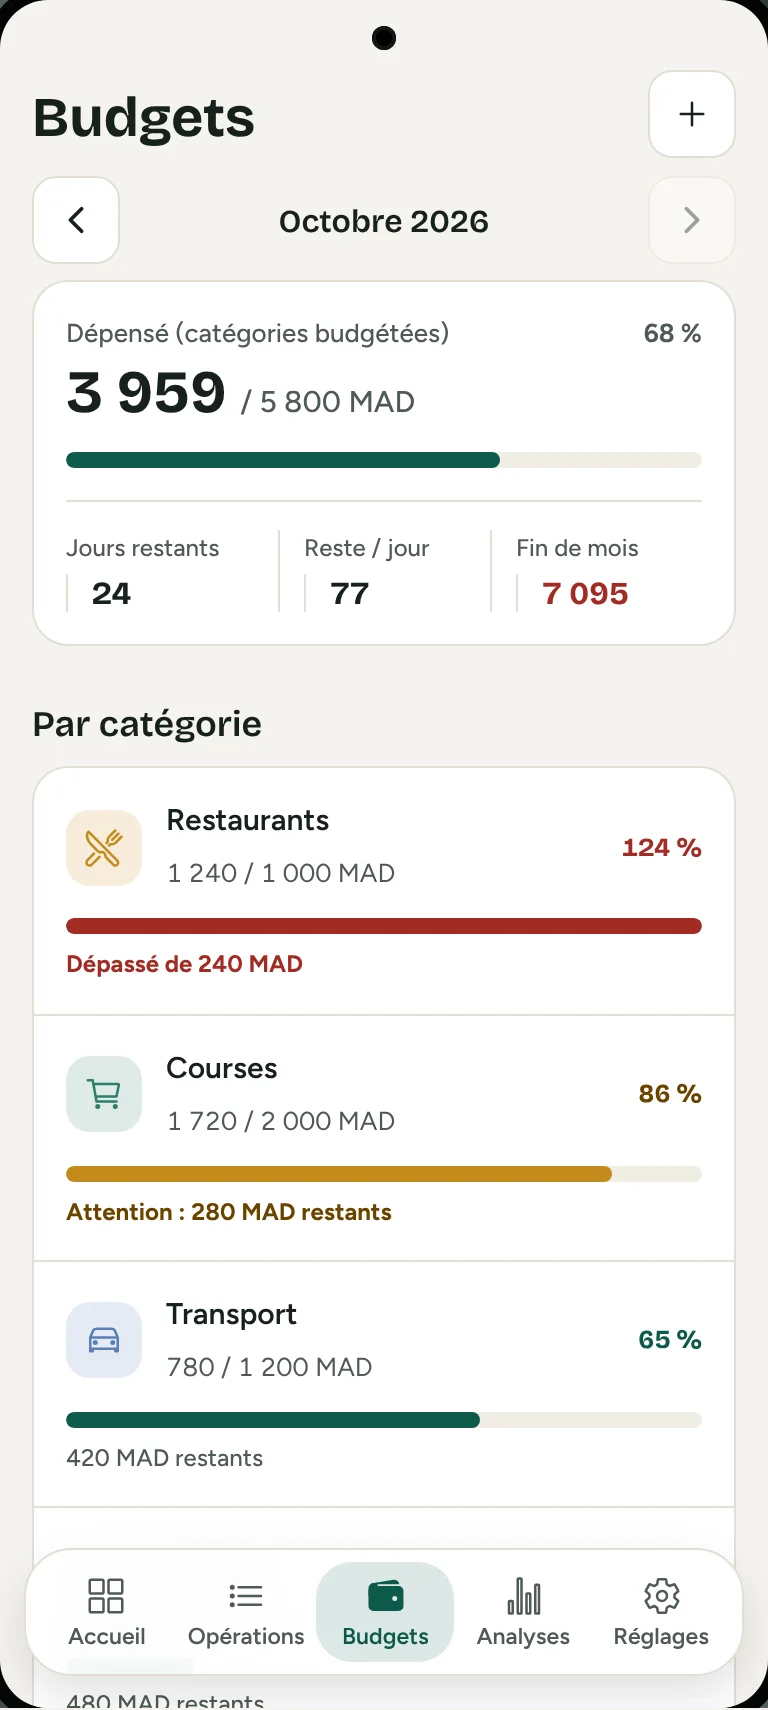 Budgets
Octobre 2026
Dépensé (catégories budgétées) 68 %
3 959 / 5 800 MAD
Jours restants Reste / jour Fin de mois
24 77 7 095
Par catégorie
Restaurants
1 240 / 1 000 MAD
124 %
Dépassé de 240 MAD
Courses
1 720 / 2 000 MAD
86 %
Attention : 280 MAD restants
Transport
780 / 1 200 MAD
65 %
420 MAD restants
Accueil Opérations Budgets Analyses Réglages
480 MAD restants